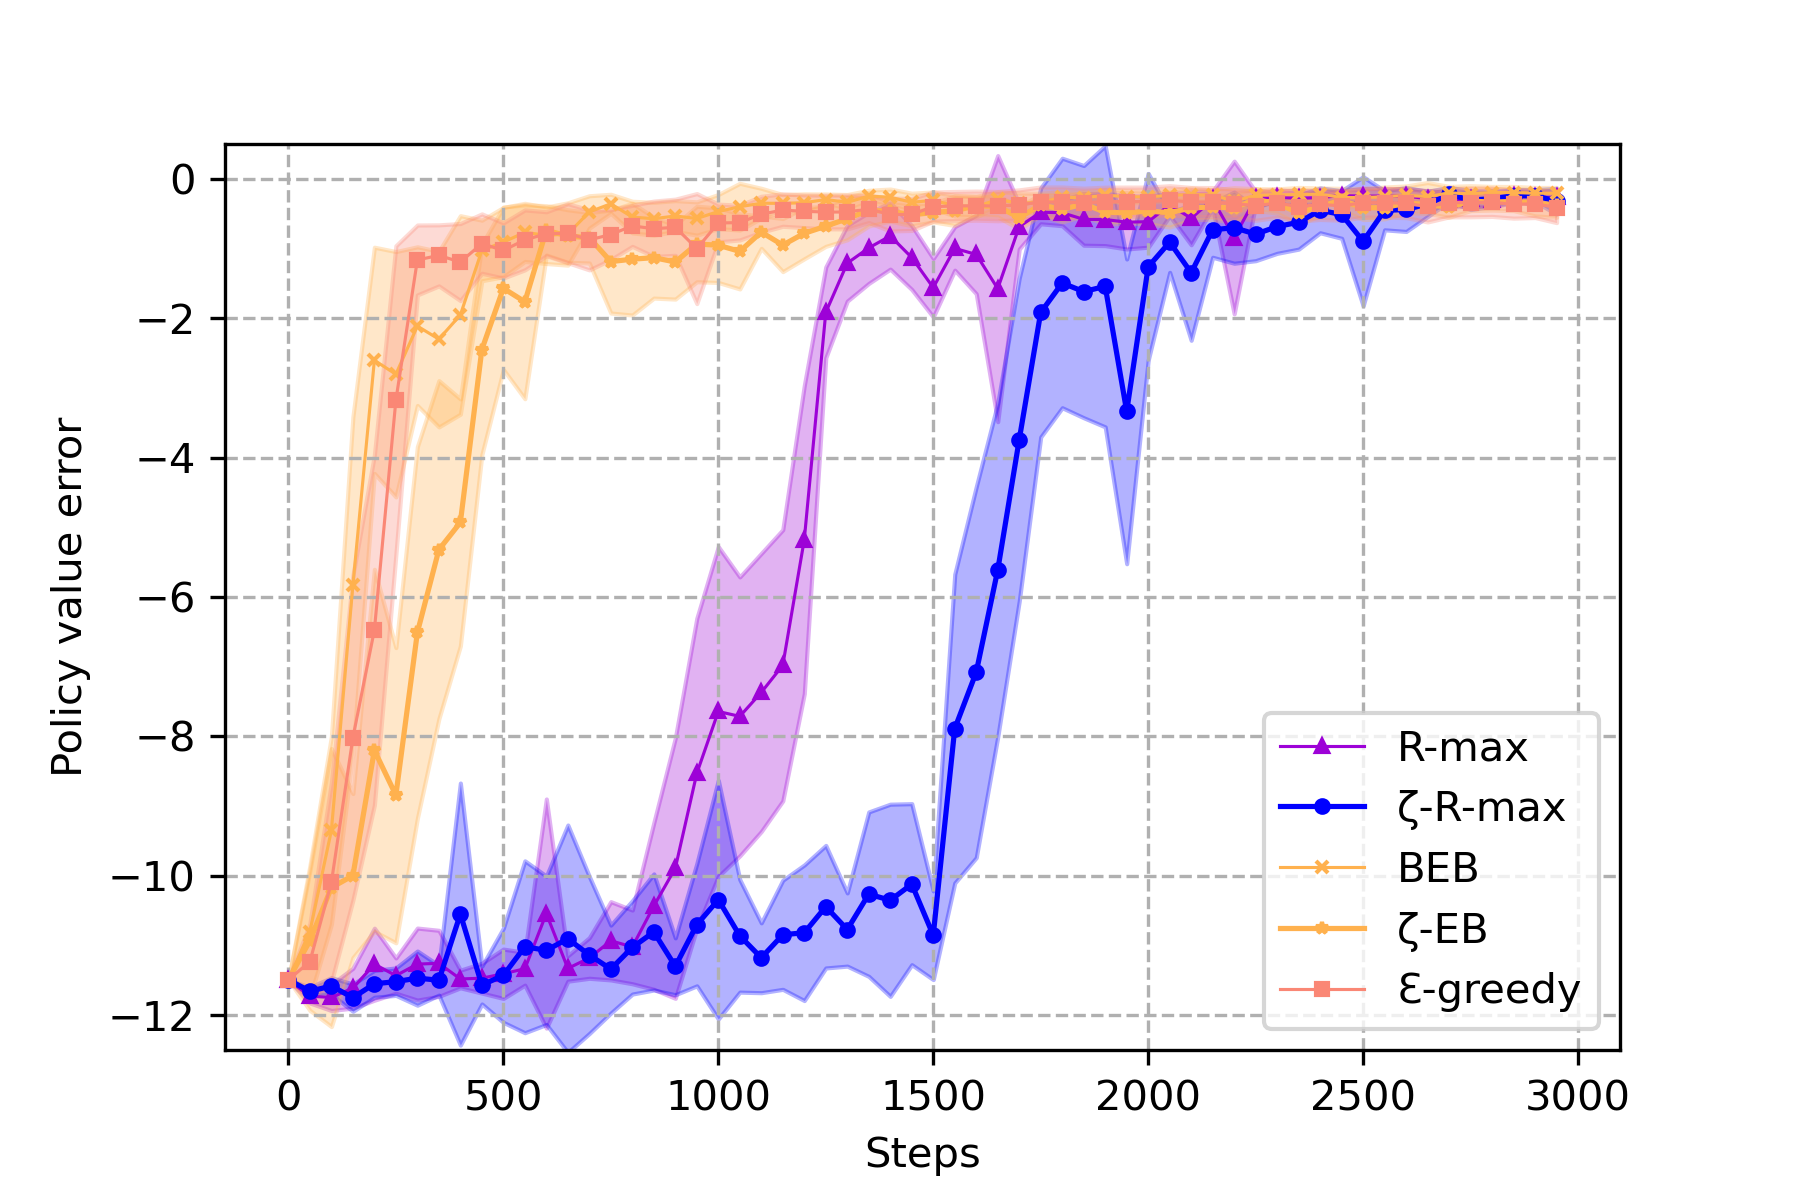 0
−2
−4
−6
−8
−10
−12
Policy value error
0 500 1000 1500 2000 2500 3000
Steps
R-max
ζ-R-max
BEB
ζ-EB
Ɛ-greedy